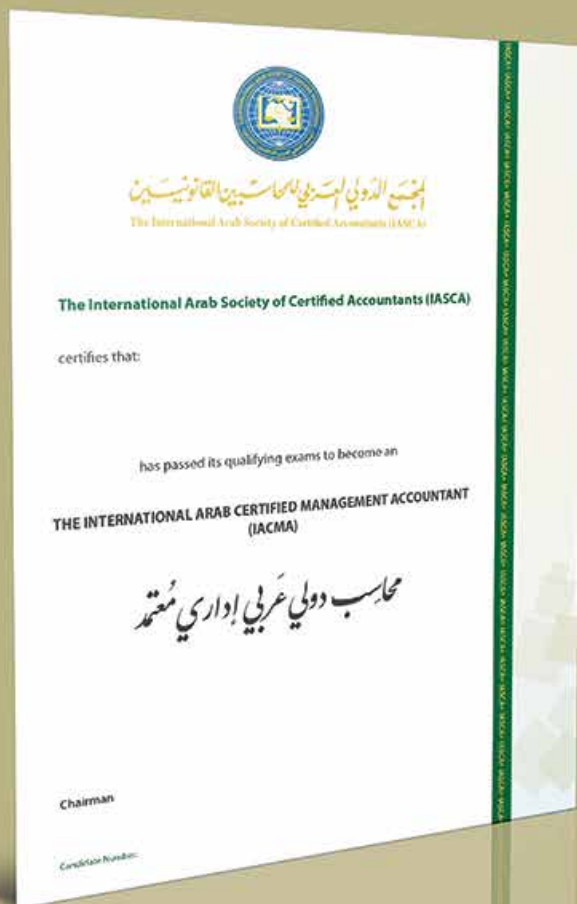 المجمع الدولي العربي للمحاسبين القانونيين
The International Arab Society of Certified Accountants (IASCA)
The International Arab Society of Certified Accountants (IASCA)
certifies that:
has passed its qualifying exams to become an
THE INTERNATIONAL ARAB CERTIFIED MANAGEMENT ACCOUNTANT
(IACMA)
محاسب دولي عَربي إداري مُعتمد
Chairman
Candidate Number: